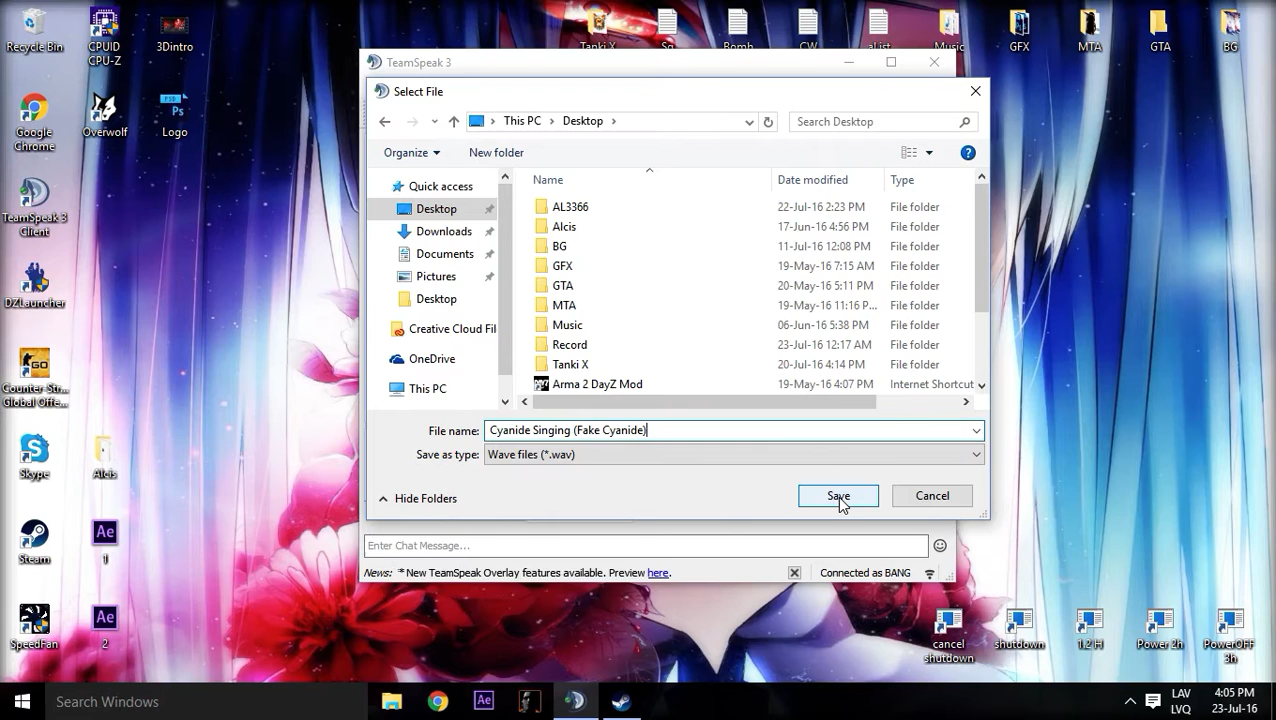 Recycle Bin
CPUID
CPU-Z
3Dintro
Tanki X
Sg
Bomb
CW
aList
Music
GFX
MTA
GTA
BG
TeamSpeak 3
Select File
This PC
Desktop
Search Desktop
Organize
New folder
Name
Date modified
Type
Quick access
Desktop
Downloads
Documents
Pictures
Desktop
Creative Cloud Fil
OneDrive
This PC
AL3366 22-Jul-16 2:23 PM File folder
Alcis 17-Jun-16 4:56 PM File folder
BG 11-Jul-16 12:08 PM File folder
GFX 19-May-16 7:15 AM File folder
GTA 20-May-16 5:11 PM File folder
MTA 19-May-16 11:16 P... File folder
Music 06-Jun-16 5:38 PM File folder
Record 23-Jul-16 12:17 AM File folder
Tanki X 20-Jul-16 4:14 PM File folder
Arma 2 DayZ Mod 19-May-16 4:07 PM Internet Shortcut
File name: Cyanide Singing (Fake Cyanide)
Save as type: Wave files (*.wav)
Hide Folders
Save
Cancel
Enter Chat Message...
News: * New TeamSpeak Overlay features available. Preview here.
Connected as BANG
Google
Chrome
Overwolf
PSD
Ps
Logo
TeamSpeak 3
Client
DZLauncher
GO
Counter-Str...
Global Offe...
Skype
Alcis
Steam
Ae
1
SpeedFan
Ae
2
cancel
shutdown
shutdown
1.2 H
Power 2h
PowerOFF
3h
Search Windows
Ae
LAV
LVQ
4:05 PM
23-Jul-16